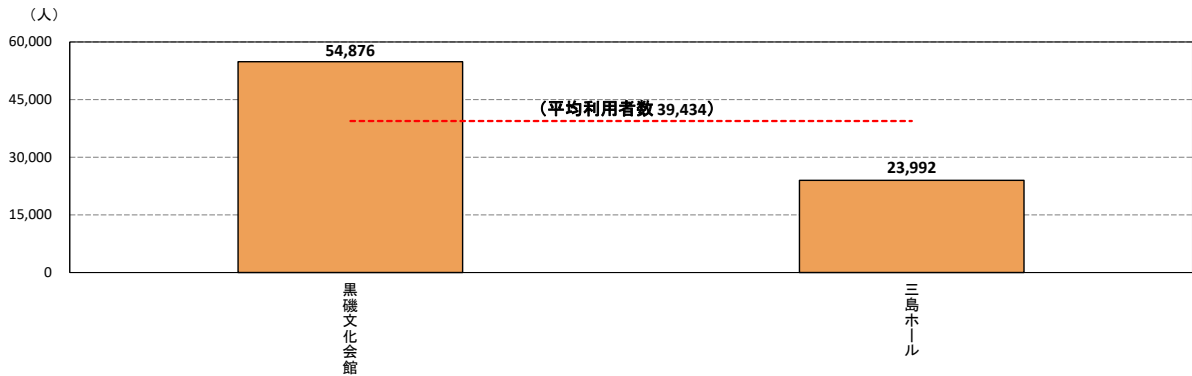 （人）
60,000
45,000
30,000
15,000
0
54,876
（平均利用者数 39,434）
23,992
黒磯文化会館
三島ホール